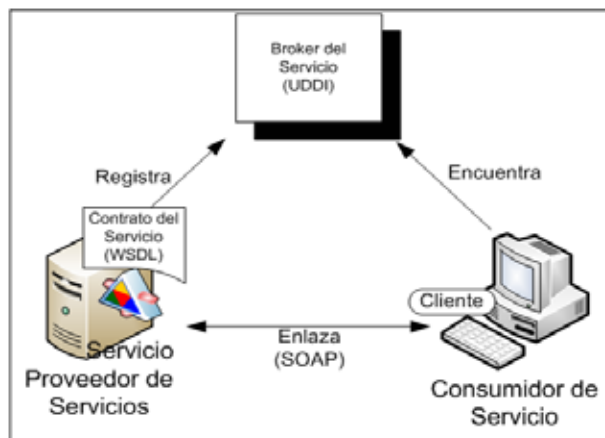 Broker del
Servicio
(UDDI)
Registra
Encuentra
Contrato del
Servicio
(WSDL)
Cliente
Servicio
Proveedor de
Servicios
Enlaza
(SOAP)
Consumidor de
Servicio